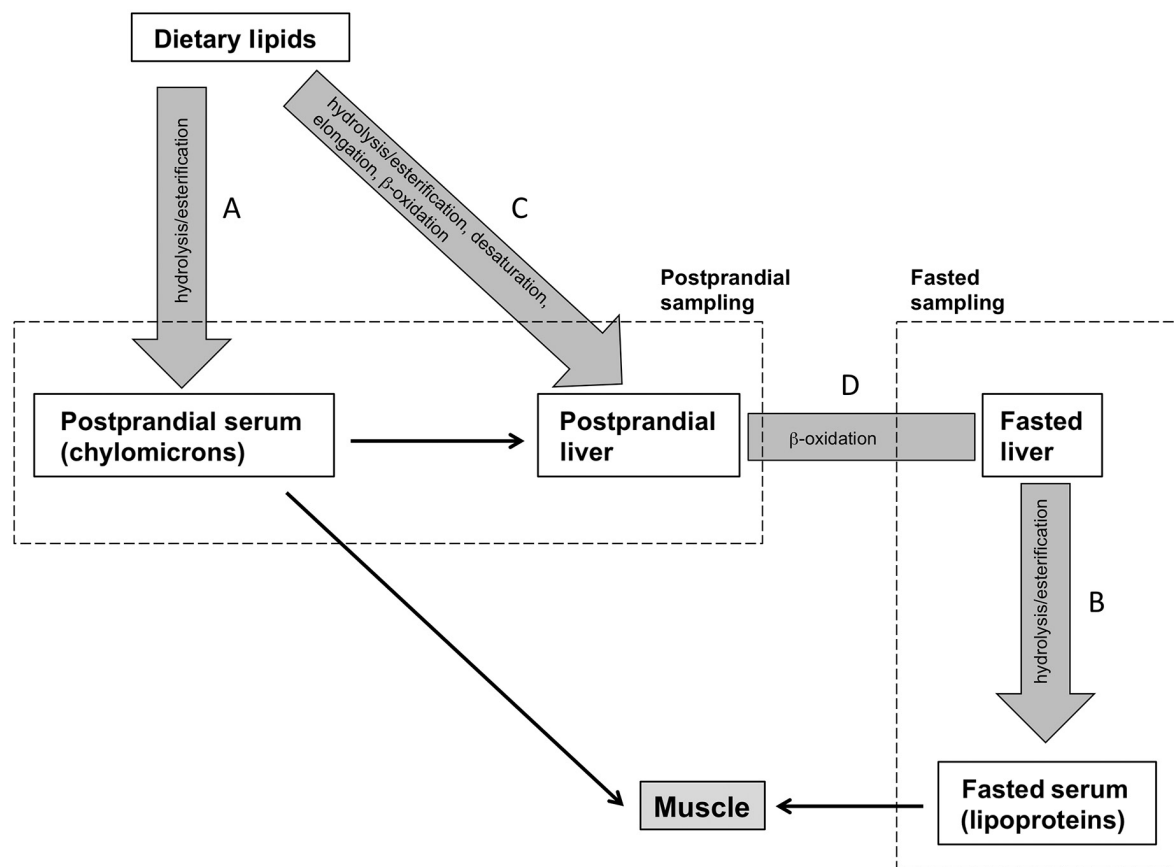 Dietary lipids
hydrolysis/esterification
A
hydrolysis/esterification, desaturation,
elongation, β-oxidation
C
Postprandial
sampling
Fasted
sampling
Postprandial serum
(chylomicrons)
Postprandial
liver
D
β-oxidation
Fasted
liver
hydrolysis/esterification
B
Muscle
Fasted serum
(lipoproteins)